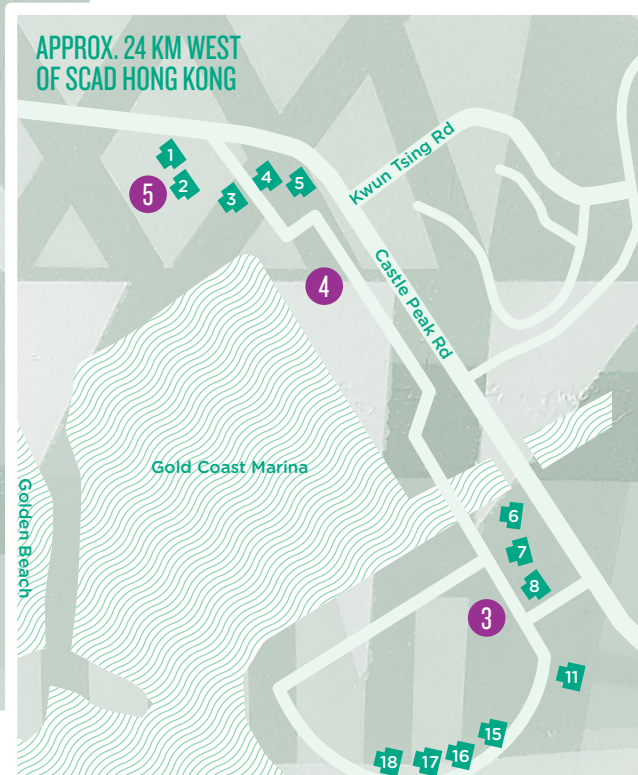 APPROX. 24 KM WEST
OF SCAD HONG KONG
1
2
5
3
4
5
Kwun Tsing Rd
4
Castle Peak Rd
Gold Coast Marina
Golden Beach
6
7
8
3
11
15
16
17
18